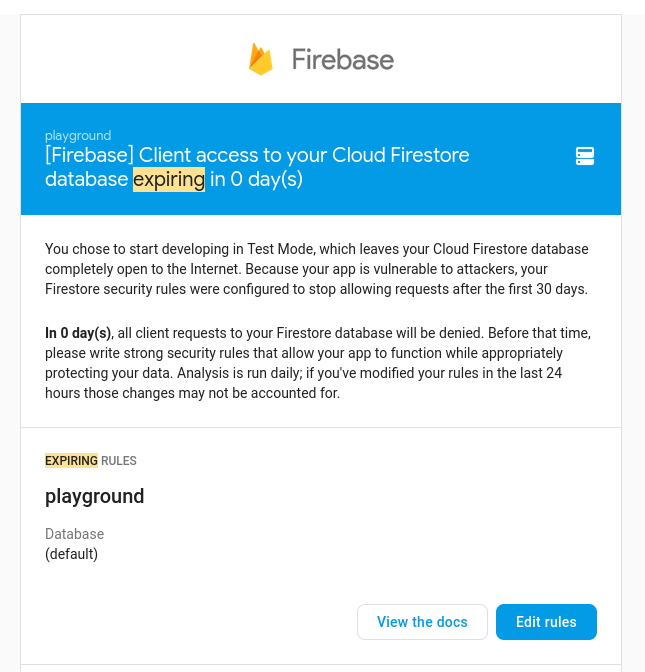 Firebase
playground
[Firebase] Client access to your Cloud Firestore
database expiring in 0 day(s)
You chose to start developing in Test Mode, which leaves your Cloud Firestore database
completely open to the Internet. Because your app is vulnerable to attackers, your
Firestore security rules were configured to stop allowing requests after the first 30 days.
In 0 day(s), all client requests to your Firestore database will be denied. Before that time,
please write strong security rules that allow your app to function while appropriately
protecting your data. Analysis is run daily; if you've modified your rules in the last 24
hours those changes may not be accounted for.
EXPIRING RULES
playground
Database
(default)
View the docs
Edit rules